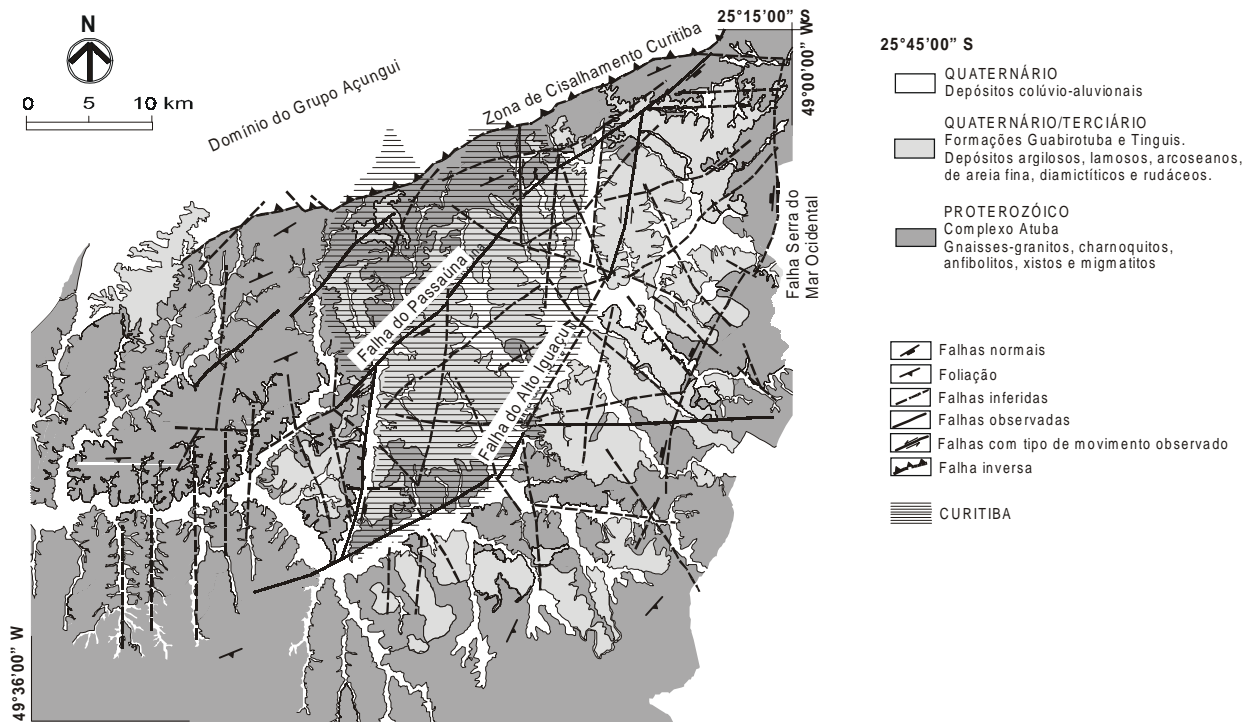 N
0 5 10 km
Domínio do Grupo Açungui
Zona de Cisalhamento Curitiba
25°15'00” S
49°00'00” W
Falha do Passaúna
Falha do Alto Iguaçu
Falha Serra do
Mar Ocidental
49°36'00” W
25°45'00” S
QUATERNÁRIO
Depósitos colúvio-aluvionais
QUATERNÁRIO/TERCIÁRIO
Formações Guabirotuba e Tinguis.
Depósitos argilosos, lamosos, arcoseanos,
de areia fina, diamictíticos e rudáceos.
PROTEROZÓICO
Complexo Atuba
Gnaisses-granitos, charnoquitos,
anfibolitos, xistos e migmatitos
Falhas normais
Foliação
Falhas inferidas
Falhas observadas
Falhas com tipo de movimento observado
Falha inversa
CURITIBA